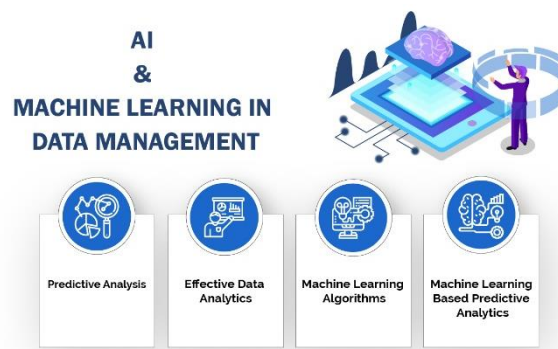 AI
&
MACHINE LEARNING IN
DATA MANAGEMENT
Predictive Analysis
Effective Data
Analytics
Machine Learning
Algorithms
Machine Learning
Based Predictive
Analytics